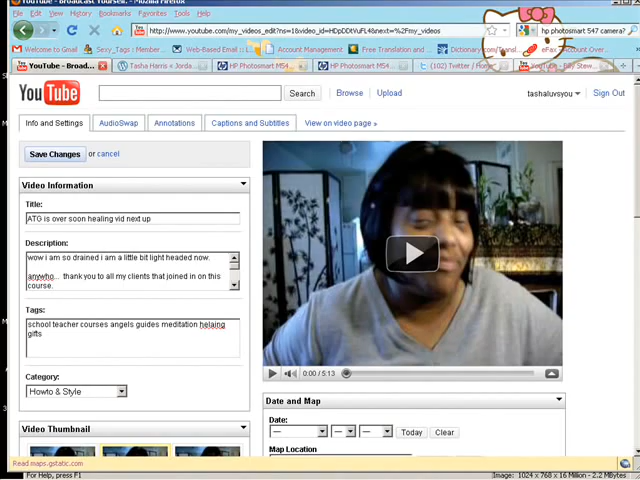 YouTube - Broadcast Yourself. - Mozilla Firefox
File Edit View History Bookmarks Favorites Tools Help
http://www.youtube.com/my_videos_edit?ns=1&video_id=HDpDDtVuFL4&next=%2Fmy_videos
hp photosmart 547 camera?
Welcome to Gmail Sexy_Tags : Member... Web-Based Email :: Account Management Free Translation and ... Dictionary.com/Transl... eFax Account Over...
YouTube - Broad... Tasha Harris « Jorda... HP Photosmart M54... HP Photosmart M54... (102) Twitter / Home YouTube - Billy Stew...
YouTube Search Browse Upload tashaluvsyou Sign Out
Info and Settings AudioSwap Annotations Captions and Subtitles View on video page »
Save Changes or cancel
Video Information
Title:
ATG is over soon healing vid next up
Description:
wow i am so drained i am a little bit light headed now.
anywho... thank you to all my clients that joined in on this
course.
Tags:
school teacher courses angels guides meditation helaing
gifts
0:00 / 5:13
Category:
Howto & Style
Date and Map
Date:
— — — Today Clear
Video Thumbnail
Map Location
Read maps.gstatic.com
For Help, press F1
Image: 1024 x 768 x 16 Million - 2.2 MBytes